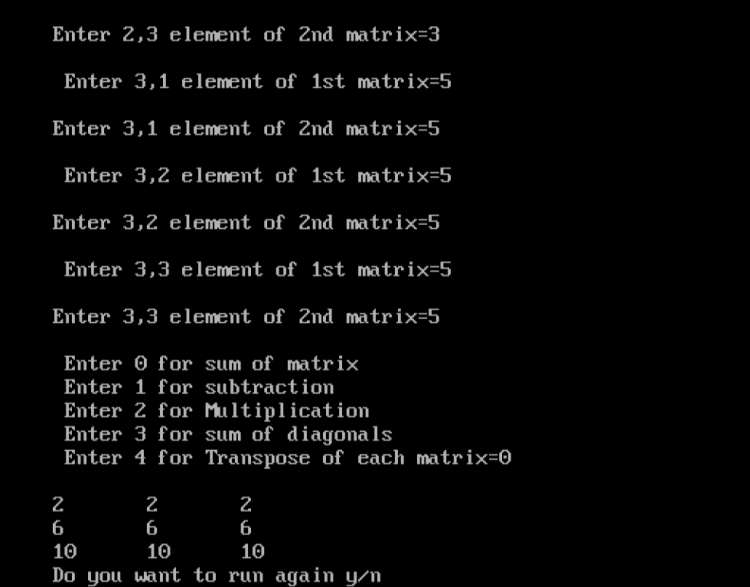 Enter 2,3 element of 2nd matrix=3
Enter 3,1 element of 1st matrix=5
Enter 3,1 element of 2nd matrix=5
Enter 3,2 element of 1st matrix=5
Enter 3,2 element of 2nd matrix=5
Enter 3,3 element of 1st matrix=5
Enter 3,3 element of 2nd matrix=5
Enter 0 for sum of matrix
Enter 1 for subtraction
Enter 2 for Multiplication
Enter 3 for sum of diagonals
Enter 4 for Transpose of each matrix=0
2 2 2
6 6 6
10 10 10
Do you want to run again y/n